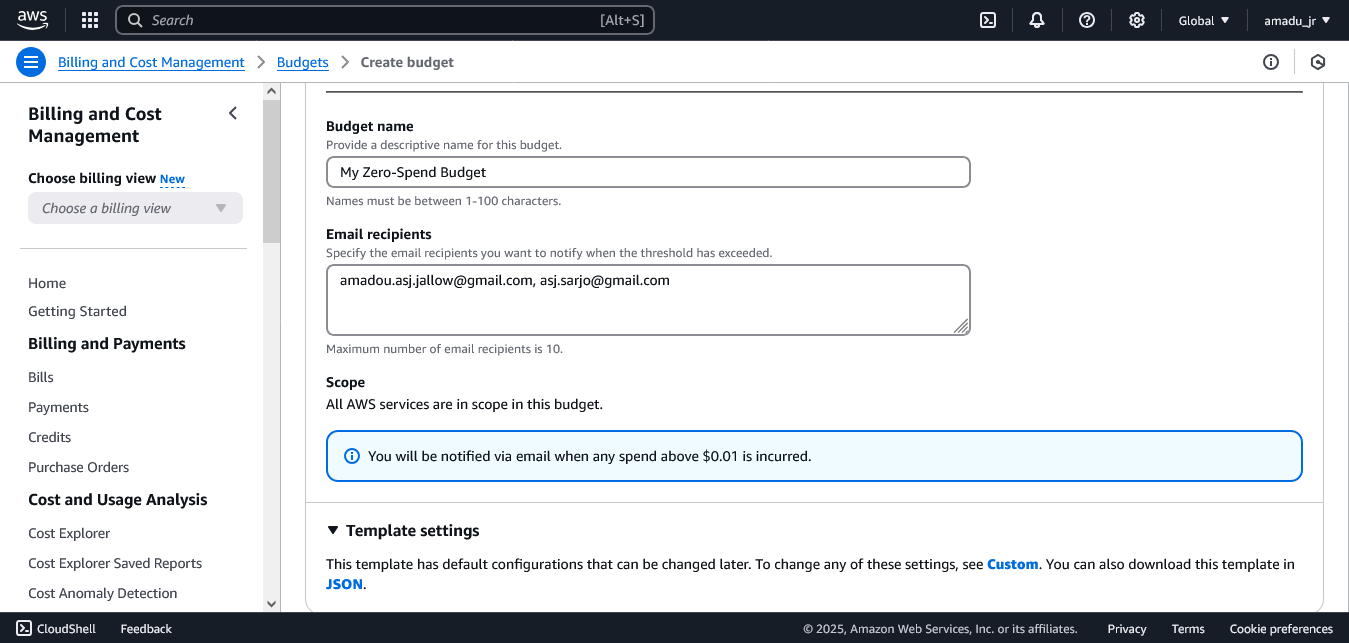 aws
Search [Alt+S]
Global
amadu_jr
Billing and Cost Management
Budgets
Create budget
Billing and Cost
Management
Choose billing view New
Choose a billing view
Home
Getting Started
Billing and Payments
Bills
Payments
Credits
Purchase Orders
Cost and Usage Analysis
Cost Explorer
Cost Explorer Saved Reports
Cost Anomaly Detection
Budget name
Provide a descriptive name for this budget.
My Zero-Spend Budget
Names must be between 1-100 characters.
Email recipients
Specify the email recipients you want to notify when the threshold has exceeded.
amadou.asj.jallow@gmail.com, asj.sarjo@gmail.com
Maximum number of email recipients is 10.
Scope
All AWS services are in scope in this budget.
You will be notified via email when any spend above $0.01 is incurred.
Template settings
This template has default configurations that can be changed later. To change any of these settings, see Custom. You can also download this template in
JSON.
CloudShell
Feedback
© 2025, Amazon Web Services, Inc. or its affiliates.
Privacy
Terms
Cookie preferences